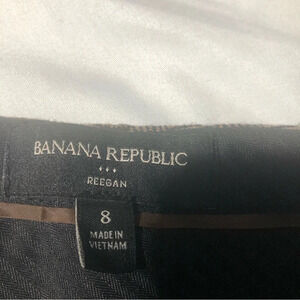 BANANA REPUBLIC
REEGAN
8
MADE IN
VIETNAM